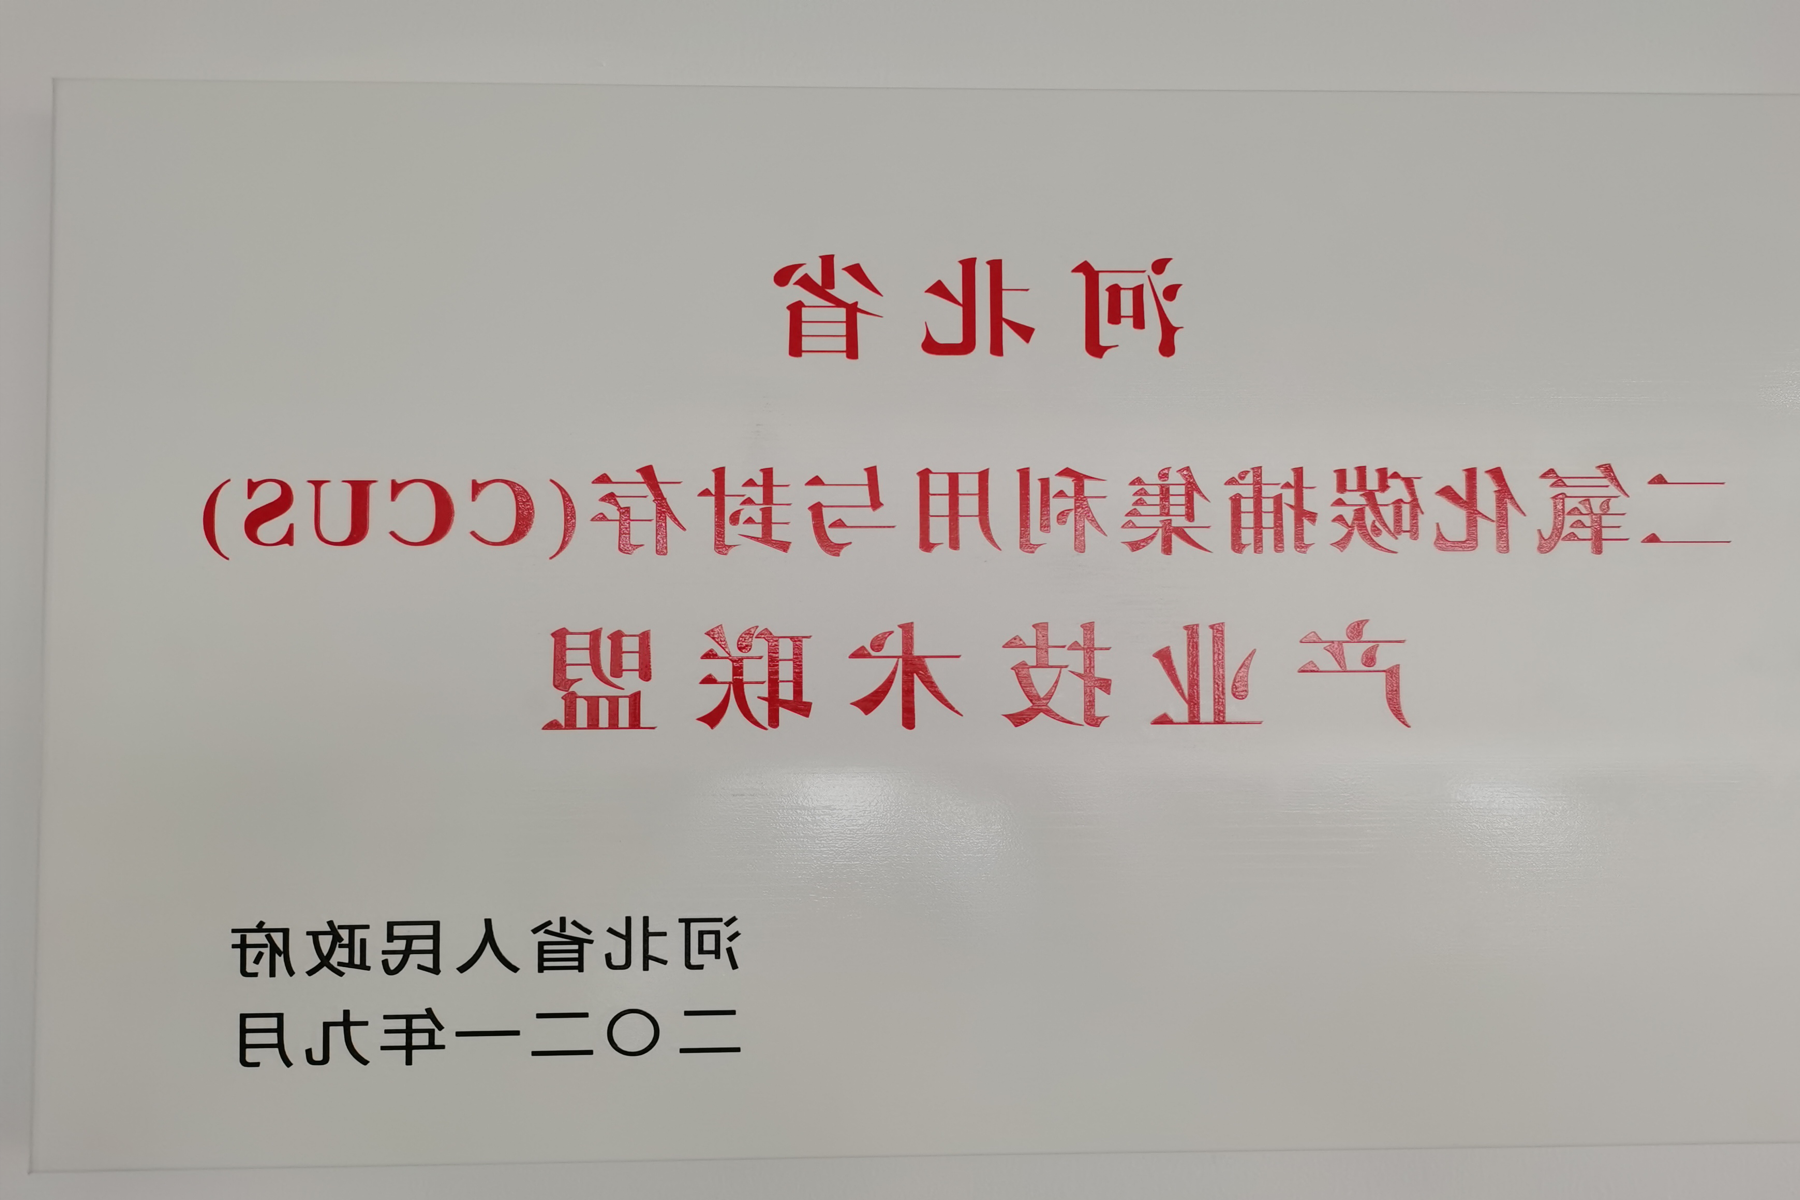 河北省
二氧化碳捕集利用与封存(CCUS)
产业技术联盟
河北省人民政府
二〇二一年九月